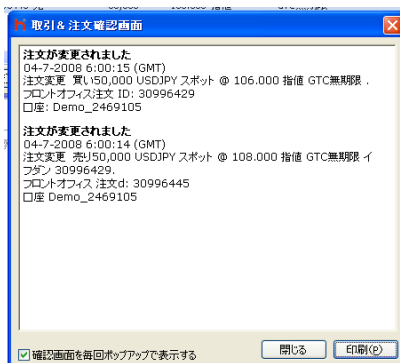 取引&注文確認画面
注文が変更されました
04-7-2008 6:00:15 (GMT)
注文変更 買い50,000 USDJPY スポット @ 106.000 指値 GTC無期限 .
フロントオフィス注文 ID: 30996429
口座: Demo_2469105
注文が変更されました
04-7-2008 6:00:14 (GMT)
注文変更 売り50,000 USDJPY スポット @ 108.000 指値 GTC無期限 イ
フダン 30996429.
フロントオフィス 注文d: 30996445
口座 Demo_2469105
確認画面を毎回ポップアップで表示する
閉じる
印刷(P)